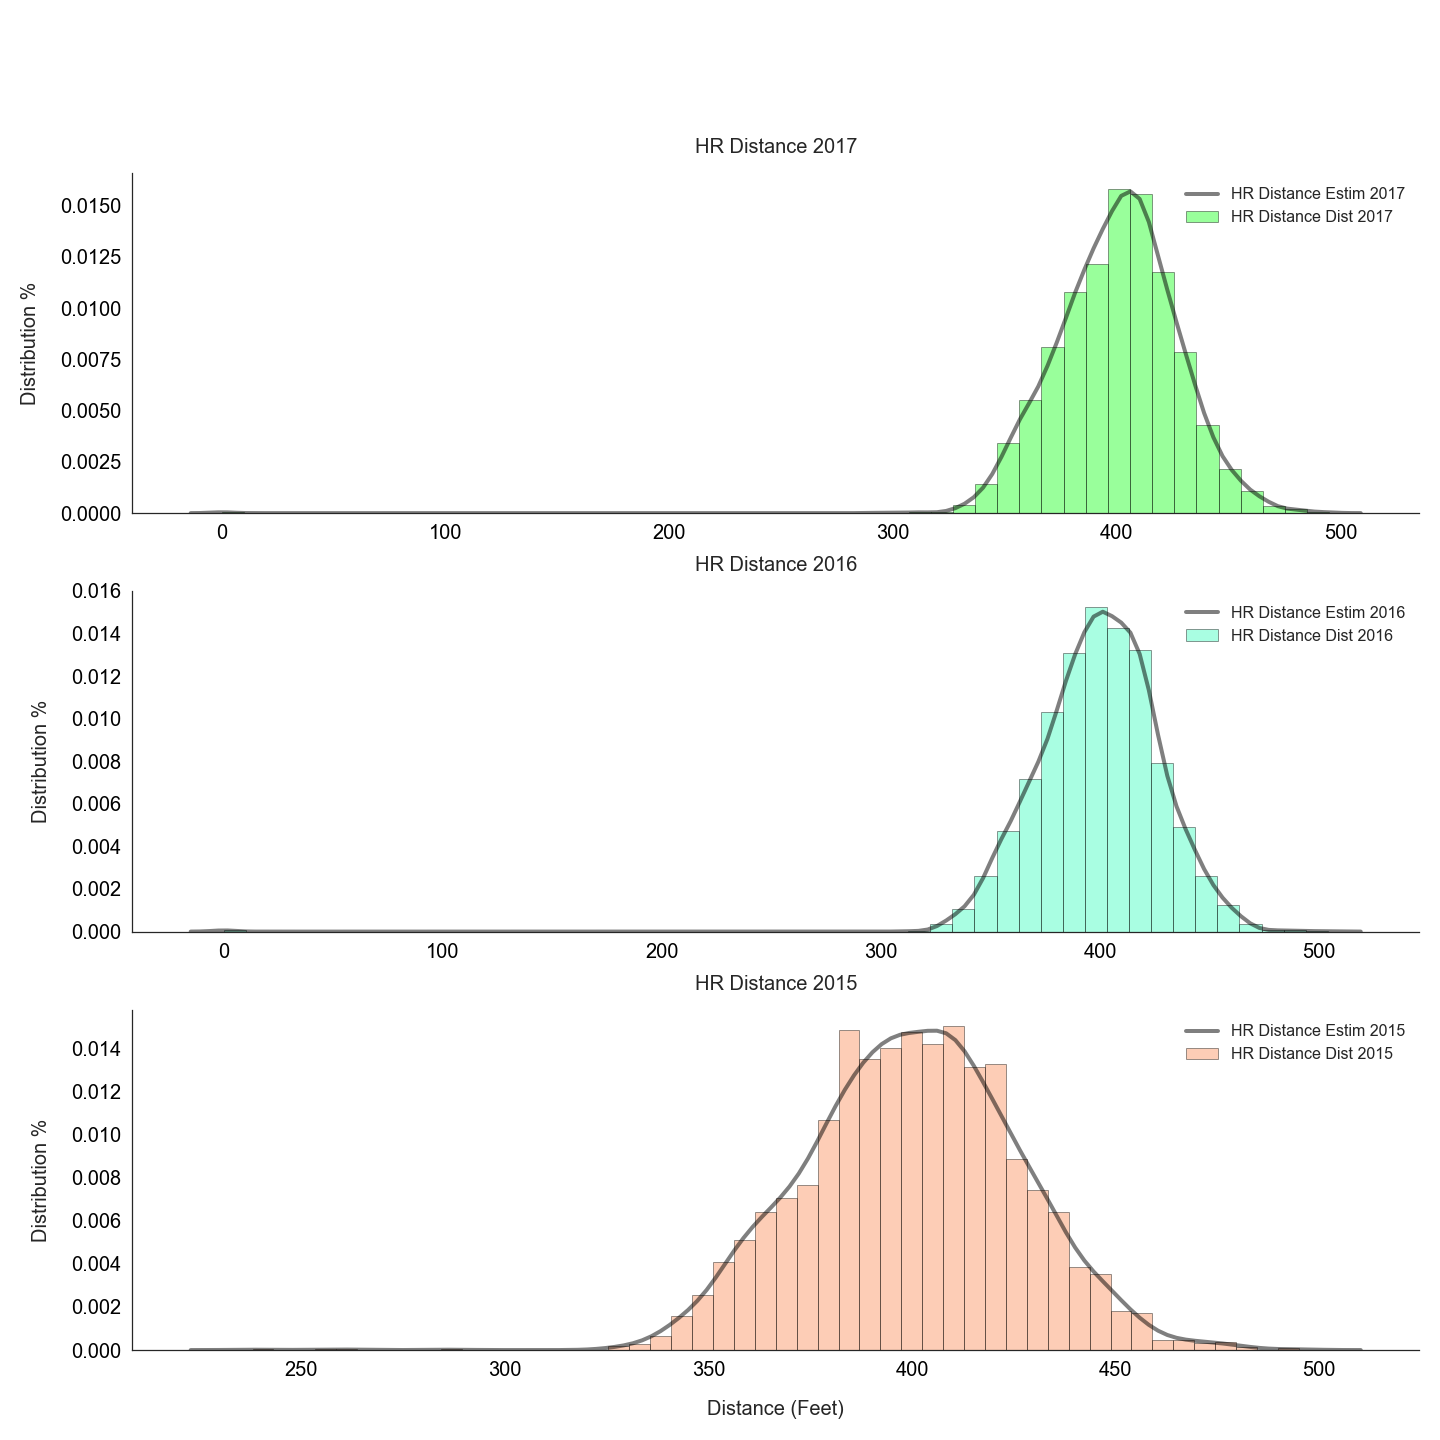 HR Distance 2017
HR Distance Estim 2017
HR Distance Dist 2017
Distribution %
0.0150
0.0125
0.0100
0.0075
0.0050
0.0025
0.0000
0 100 200 300 400 500
HR Distance 2016
HR Distance Estim 2016
HR Distance Dist 2016
Distribution %
0.016
0.014
0.012
0.010
0.008
0.006
0.004
0.002
0.000
0 100 200 300 400 500
HR Distance 2015
HR Distance Estim 2015
HR Distance Dist 2015
Distribution %
0.014
0.012
0.010
0.008
0.006
0.004
0.002
0.000
250 300 350 400 450 500
Distance (Feet)